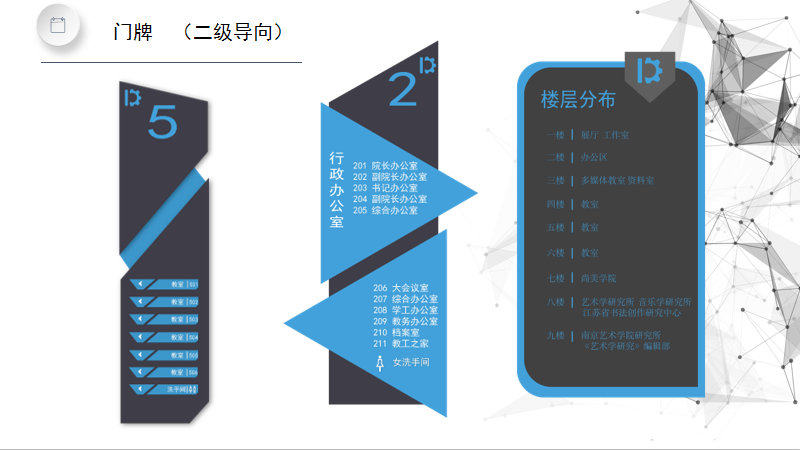 门牌 （二级导向）
5
教室 501
教室 502
教室 503
教室 504
教室 505
教室 506
洗手间
2
行政办公室
201 院长办公室
202 副院长办公室
203 书记办公室
204 副院长办公室
205 综合办公室
206 大会议室
207 综合办公室
208 学工办公室
209 教务办公室
210 档案室
211 教工之家
女洗手间
楼层分布
一楼 展厅 工作室
二楼 办公区
三楼 多媒体教室 资料室
四楼 教室
五楼 教室
六楼 教室
七楼 尚美学院
八楼 艺术学研究所 音乐学研究所
江苏省书法创作研究中心
九楼 南京艺术学院研究所
《艺术学研究》编辑部